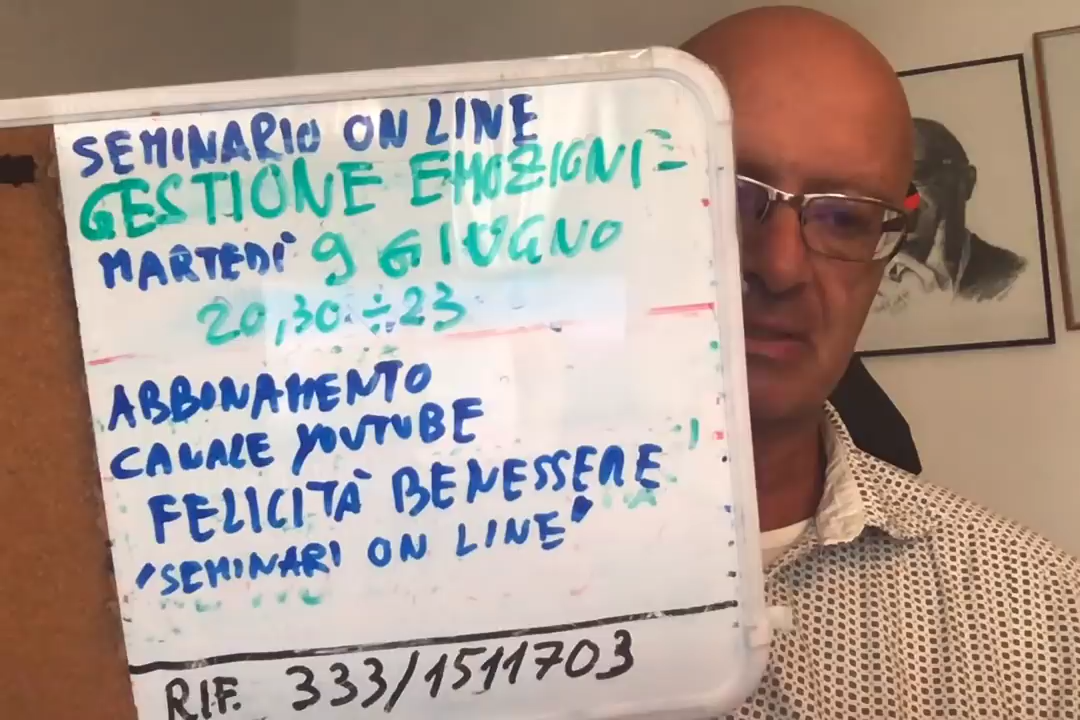 SEMINARIO ON LINE
GESTIONE EMOZIONI
MARTEDÌ 9 GIUGNO
20,30 ÷ 23
ABBONAMENTO
CANALE YOUTUBE
FELICITÀ BENESSERE
"SEMINARI ON LINE"
RIF. 333/1511703